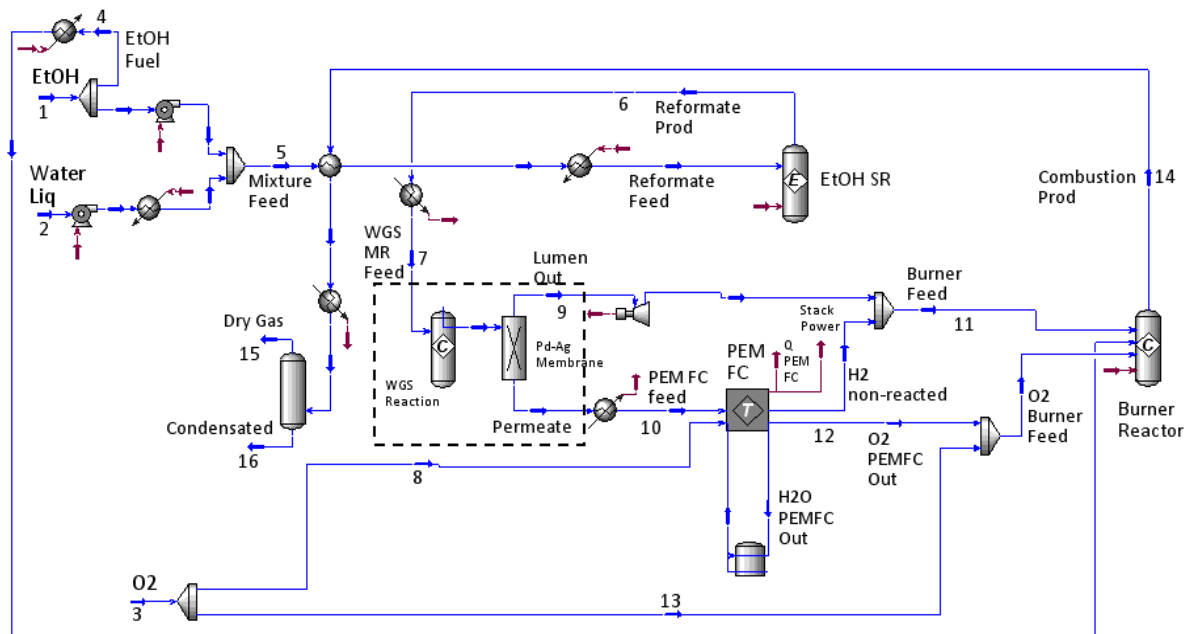 4
EtOH
Fuel
EtOH
1
Water
Liq
2
5
Mixture
Feed
6
Reformate
Prod
Reformate
Feed
E
EtOH SR
Combustion
Prod
14
WGS
MR
Feed
7
Lumen
Out
9
C
WGS
Reaction
Pd-Ag
Membrane
Permeate
Dry Gas
15
Condensated
16
PEM FC
feed
10
PEM
FC
T
Q
PEM
FC
Stack
Power
H2
non-reacted
Burner
Feed
11
12
O2
PEMFC
Out
O2
Burner
Feed
C
Burner
Reactor
8
H2O
PEMFC
Out
O2
3
13